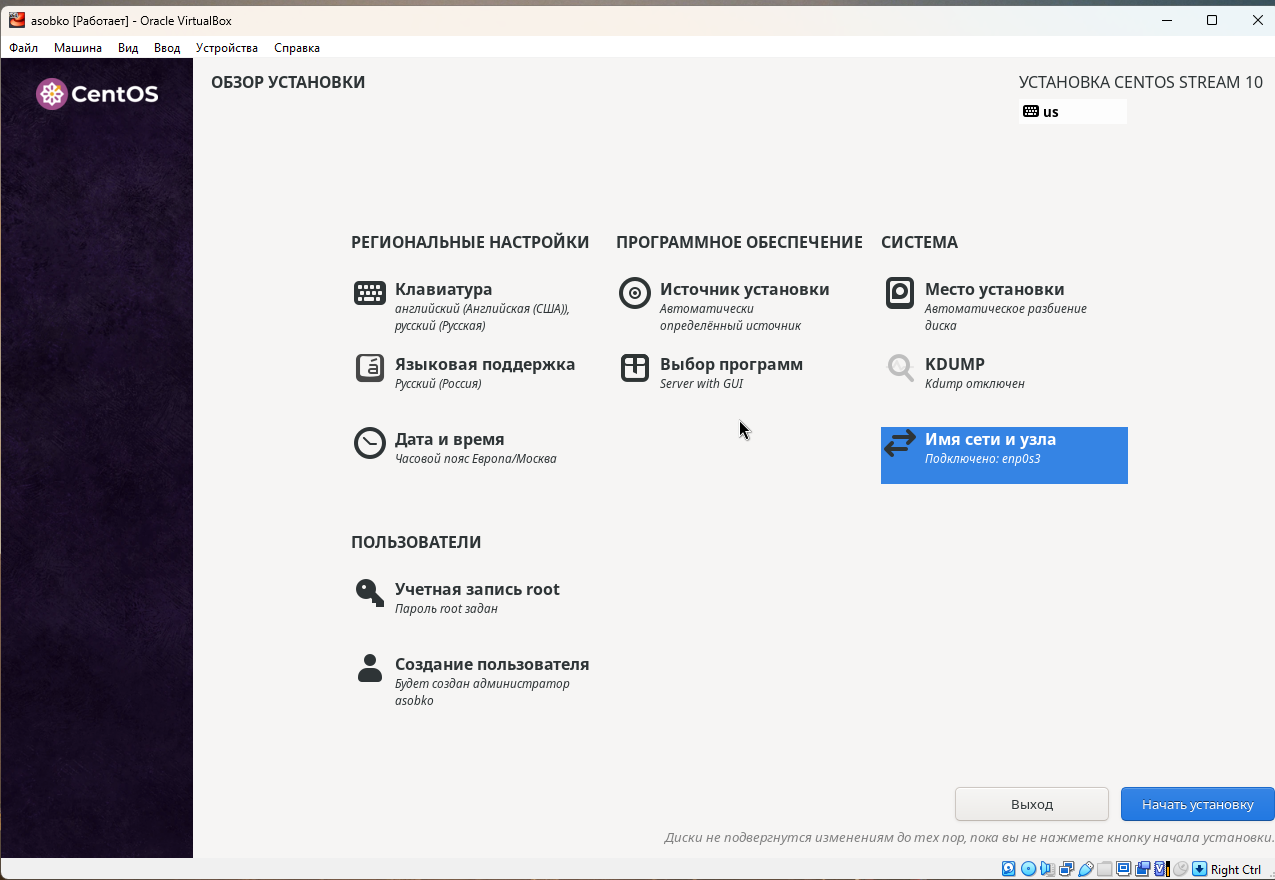 asobko [Работает] - Oracle VirtualBox
Файл Машина Вид Ввод Устройства Справка
CentOS
ОБЗОР УСТАНОВКИ
УСТАНОВКА CENTOS STREAM 10
us
РЕГИОНАЛЬНЫЕ НАСТРОЙКИ
Клавиатура
английский (Английская (США)),
русский (Русская)
Языковая поддержка
Русский (Россия)
Дата и время
Часовой пояс Европа/Москва
ПРОГРАММНОЕ ОБЕСПЕЧЕНИЕ
Источник установки
Автоматически
определённый источник
Выбор программ
Server with GUI
СИСТЕМА
Место установки
Автоматическое разбиение
диска
KDUMP
Kdump отключен
Имя сети и узла
Подключено: enp0s3
ПОЛЬЗОВАТЕЛИ
Учетная запись root
Пароль root задан
Создание пользователя
Будет создан администратор
asobko
Выход
Начать установку
Диски не подвергнутся изменениям до тех пор, пока вы не нажмете кнопку начала установки.
Right Ctrl